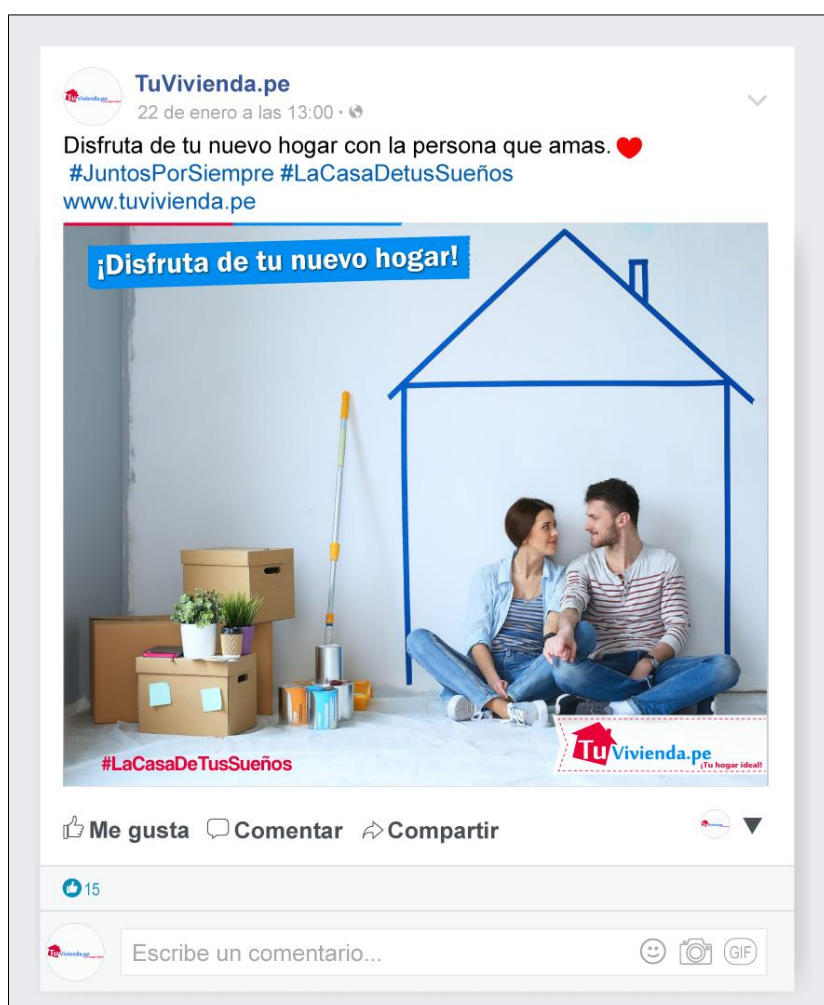 TuVivienda.pe
22 de enero a las 13:00 ·
Disfruta de tu nuevo hogar con la persona que amas.
#JuntosPorSiempre #LaCasaDetusSueños
www.tuvivienda.pe
¡Disfruta de tu nuevo hogar!
#LaCasaDeTusSueños
TuVivienda.pe
¡Tu hogar ideal!
Me gusta Comentar Compartir
15
Escribe un comentario...
GIF